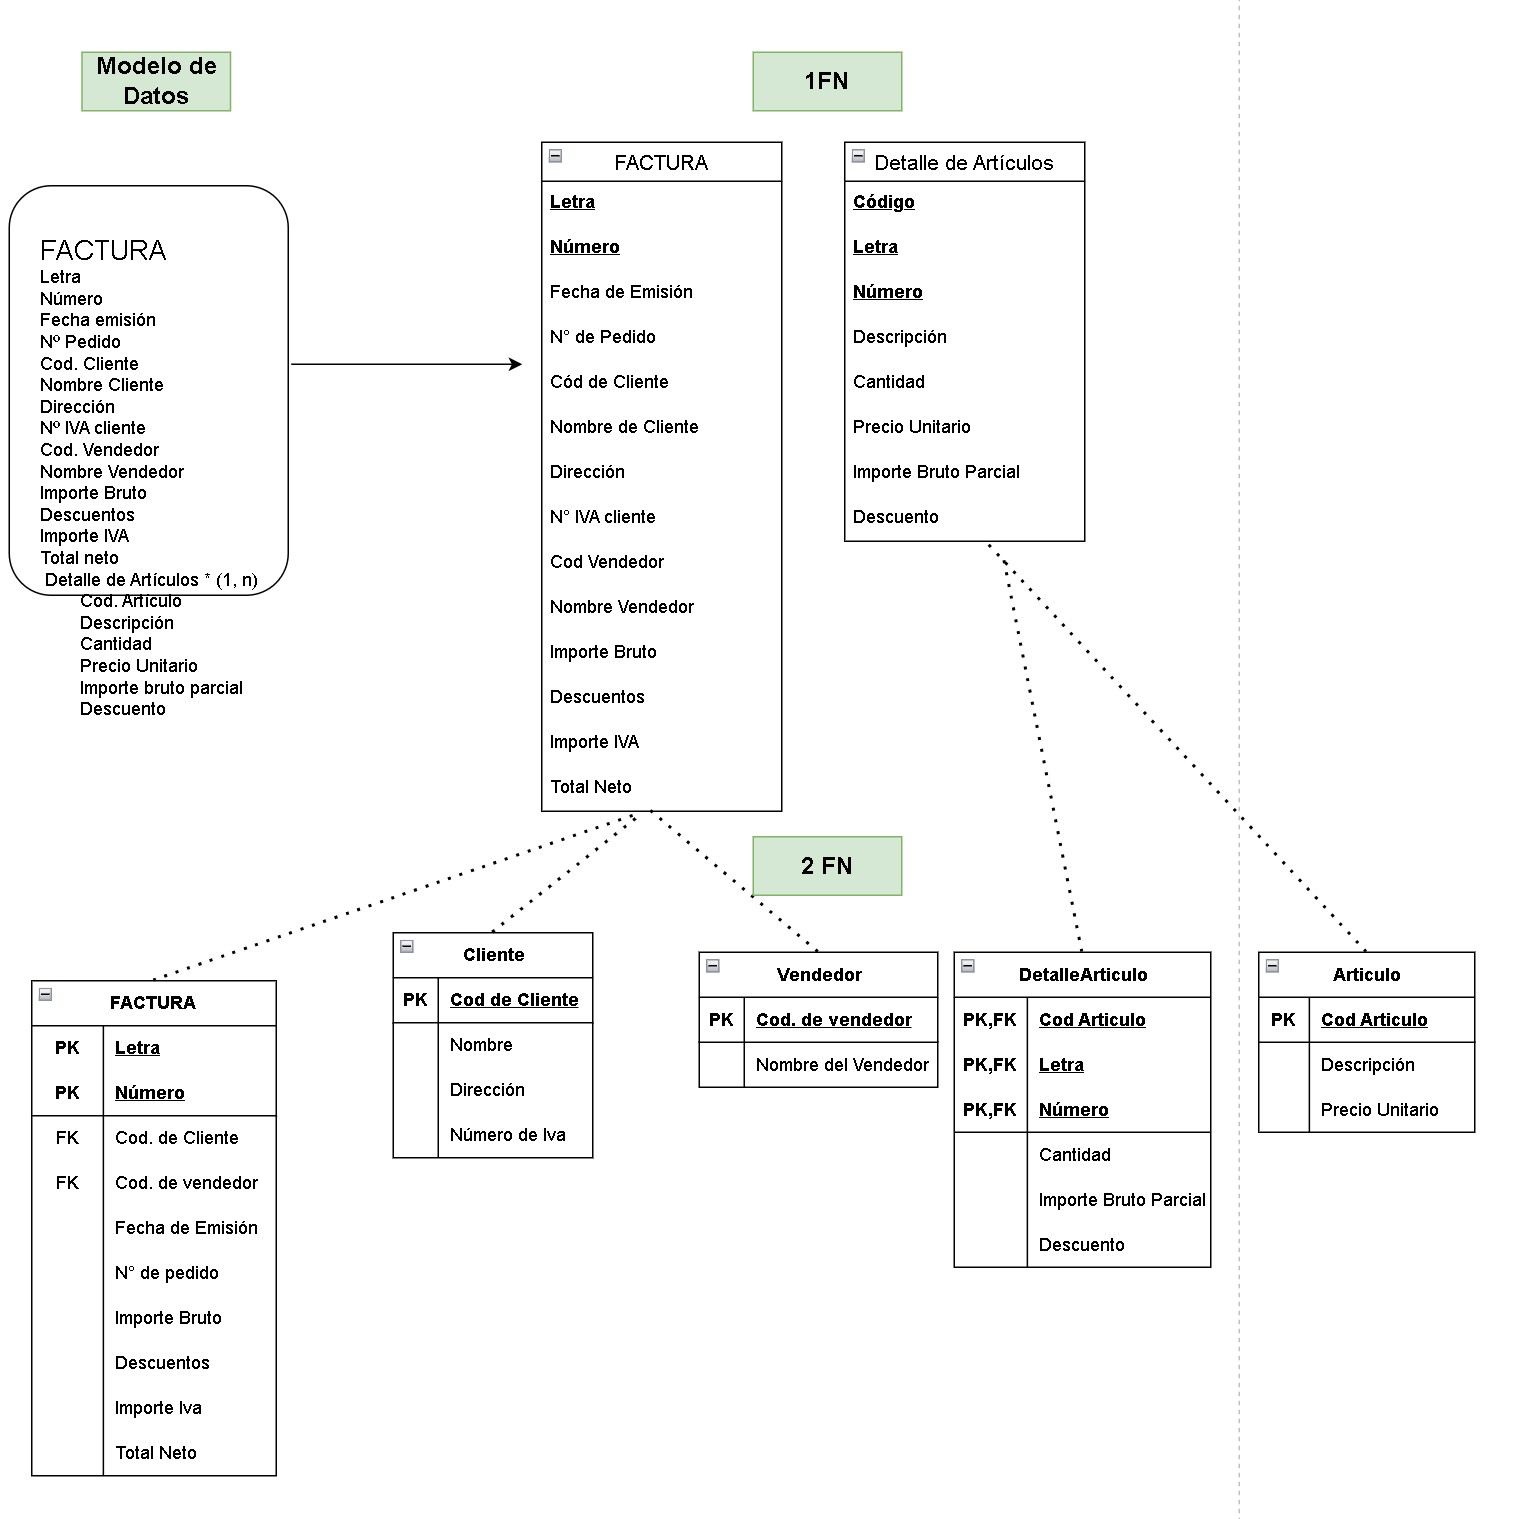 Modelo de
Datos
1FN
FACTURA
Letra
Número
Fecha emisión
Nº Pedido
Cod. Cliente
Nombre Cliente
Dirección
Nº IVA cliente
Cod. Vendedor
Nombre Vendedor
Importe Bruto
Descuentos
Importe IVA
Total neto
Detalle de Artículos * (1, n)
Cod. Artículo
Descripción
Cantidad
Precio Unitario
Importe bruto parcial
Descuento
FACTURA
Letra
Número
Fecha de Emisión
N° de Pedido
Cód de Cliente
Nombre de Cliente
Dirección
N° IVA cliente
Cod Vendedor
Nombre Vendedor
Importe Bruto
Descuentos
Importe IVA
Total Neto
Detalle de Artículos
Código
Letra
Número
Descripción
Cantidad
Precio Unitario
Importe Bruto Parcial
Descuento
2 FN
FACTURA
PK Letra
PK Número
FK Cod. de Cliente
FK Cod. de vendedor
Fecha de Emisión
N° de pedido
Importe Bruto
Descuentos
Importe Iva
Total Neto
Cliente
PK Cod de Cliente
Nombre
Dirección
Número de Iva
Vendedor
PK Cod. de vendedor
Nombre del Vendedor
DetalleArticulo
PK,FK Cod Articulo
PK,FK Letra
PK,FK Número
Cantidad
Importe Bruto Parcial
Descuento
Articulo
PK Cod Articulo
Descripción
Precio Unitario